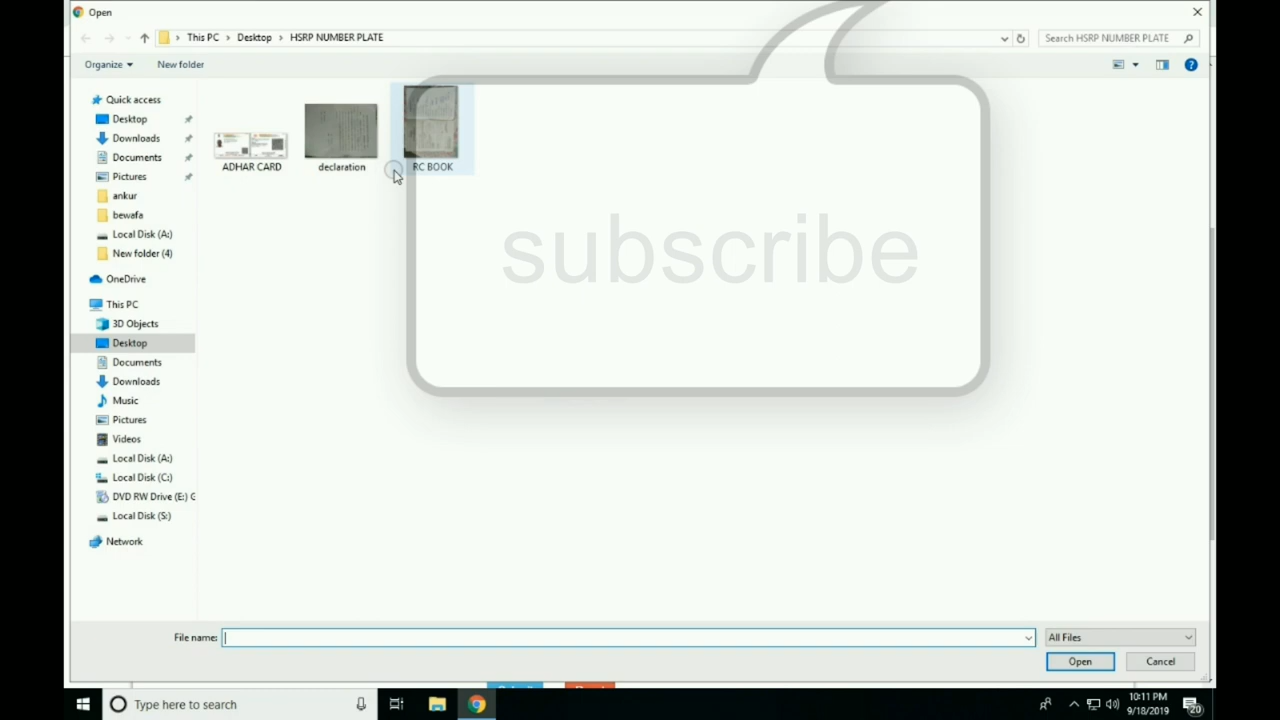 Open
This PC > Desktop > HSRP NUMBER PLATE
Search HSRP NUMBER PLATE
Organize
New folder
Quick access
Desktop
Downloads
Documents
Pictures
ankur
bewafa
Local Disk (A:)
New folder (4)
OneDrive
This PC
3D Objects
Desktop
Documents
Downloads
Music
Pictures
Videos
Local Disk (A:)
Local Disk (C:)
DVD RW Drive (E:) G
Local Disk (S:)
Network
ADHAR CARD
declaration
RC BOOK
subscribe
File name:
All Files
Open
Cancel
Type here to search
10:11 PM
9/18/2019
20